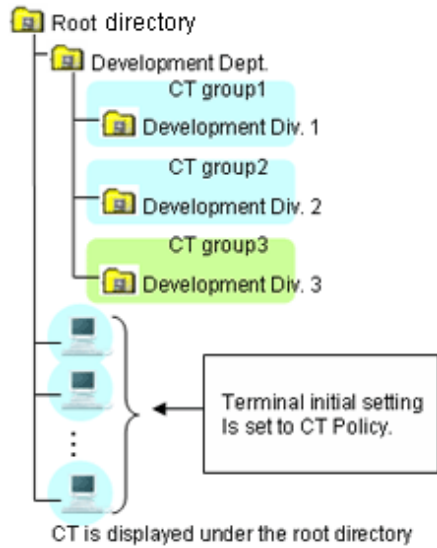 Root directory
Development Dept.
CT group1
Development Div. 1
CT group2
Development Div. 2
CT group3
Development Div. 3
Terminal initial setting
Is set to CT Policy.
CT is displayed under the root directory